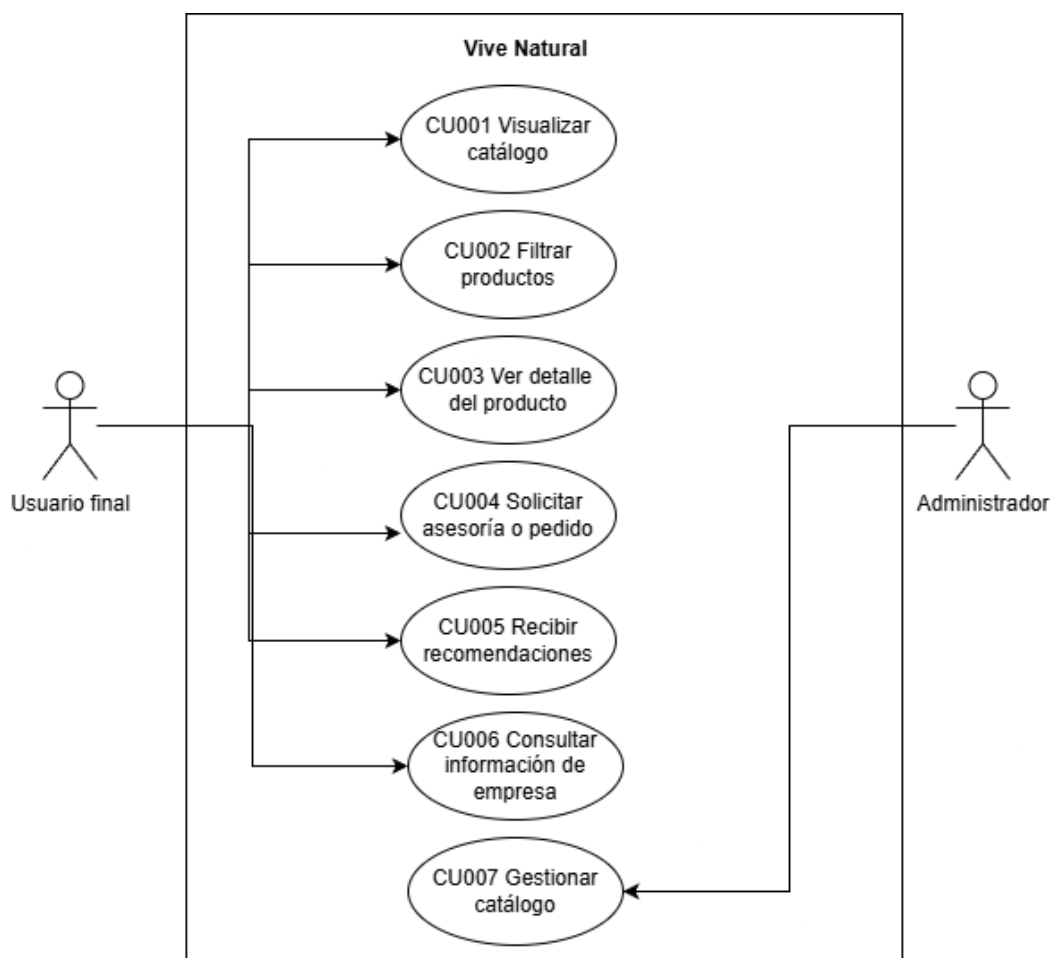 Vive Natural
CU001 Visualizar
catálogo
CU002 Filtrar
productos
CU003 Ver detalle
del producto
CU004 Solicitar
asesoría o pedido
CU005 Recibir
recomendaciones
CU006 Consultar
información de
empresa
CU007 Gestionar
catálogo
Usuario final
Administrador